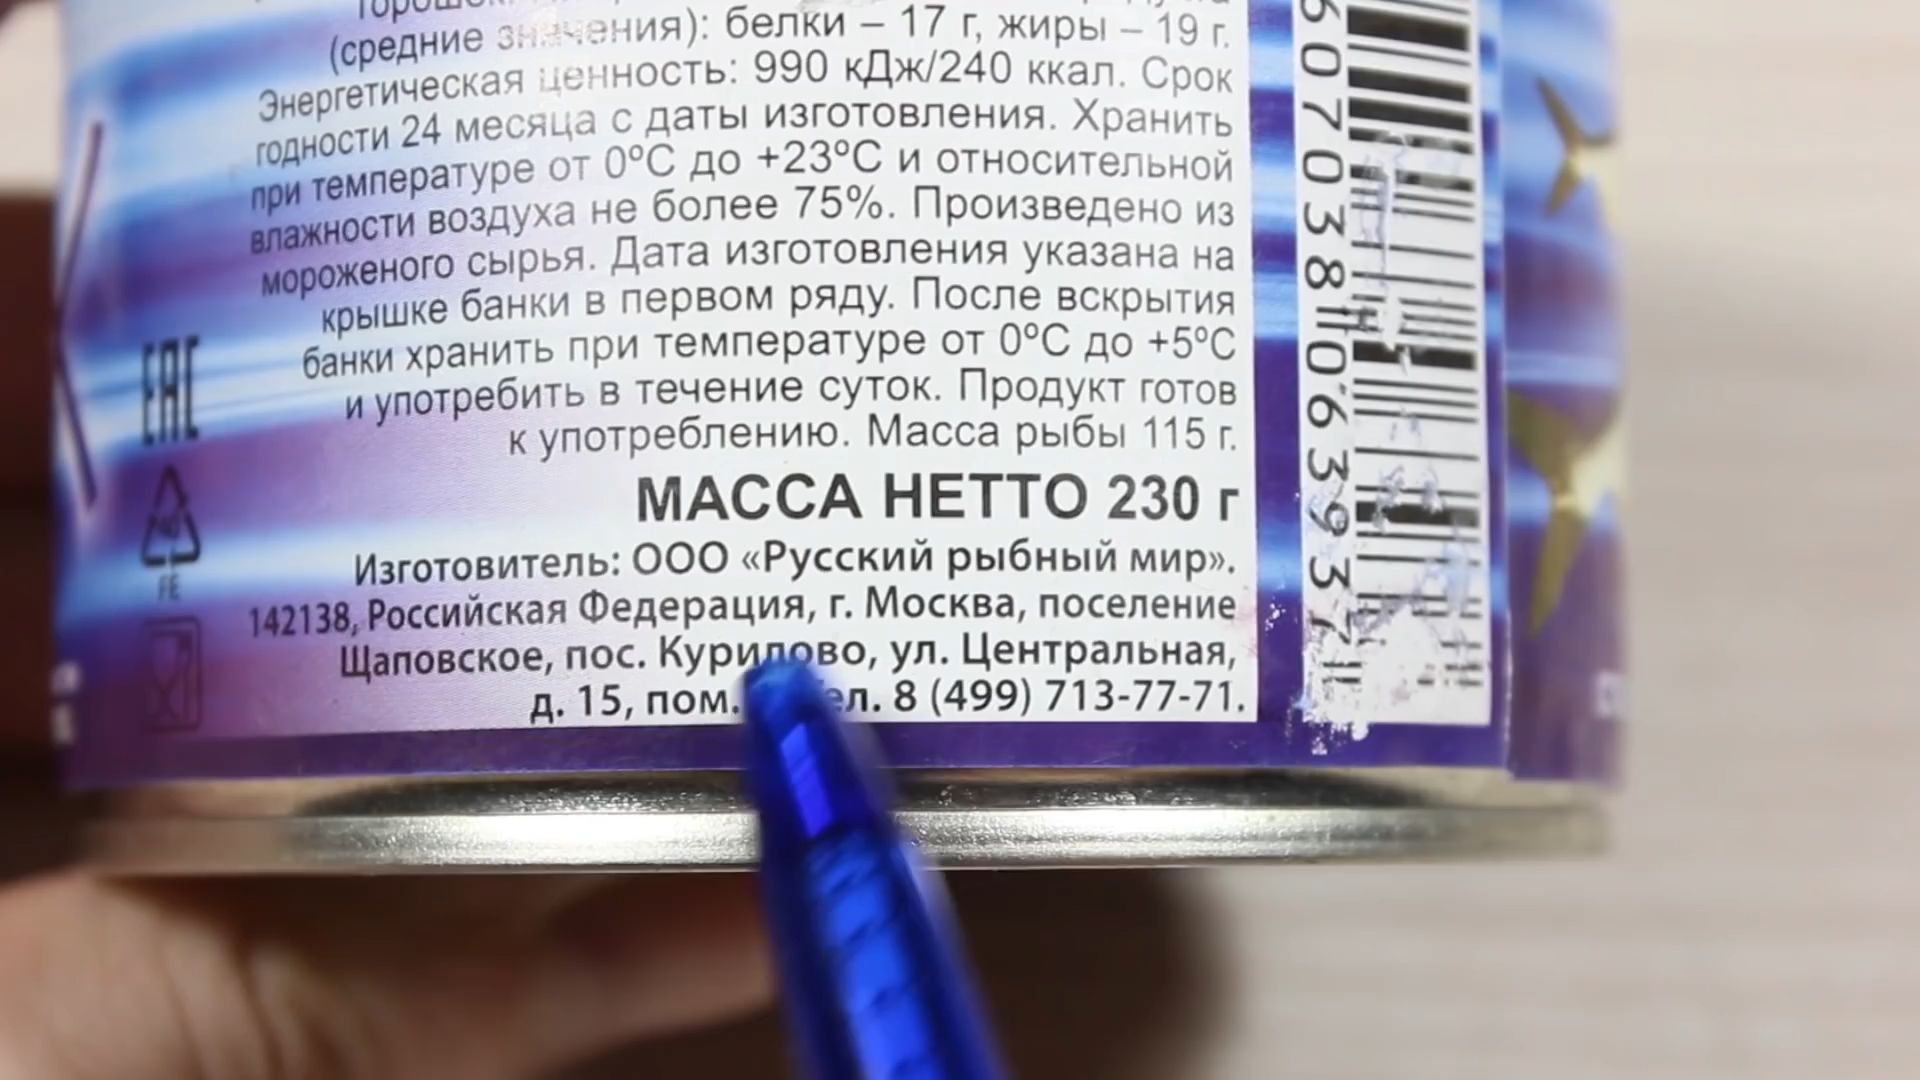 (средние значения): белки – 17 г, жиры – 19 г.
Энергетическая ценность: 990 кДж/240 ккал. Срок
годности 24 месяца с даты изготовления. Хранить
при температуре от 0°С до +23°С и относительной
влажности воздуха не более 75%. Произведено из
мороженого сырья. Дата изготовления указана на
крышке банки в первом ряду. После вскрытия
банки хранить при температуре от 0°С до +5°С
и употребить в течение суток. Продукт готов
к употреблению. Масса рыбы 115 г.
МАССА НЕТТО 230 г
Изготовитель: ООО «Русский рыбный мир».
142138, Российская Федерация, г. Москва, поселение
Щаповское, пос. Курилово, ул. Центральная,
д. 15, пом. 8 (499) 713-77-71.
EAC
FE
607038 063937